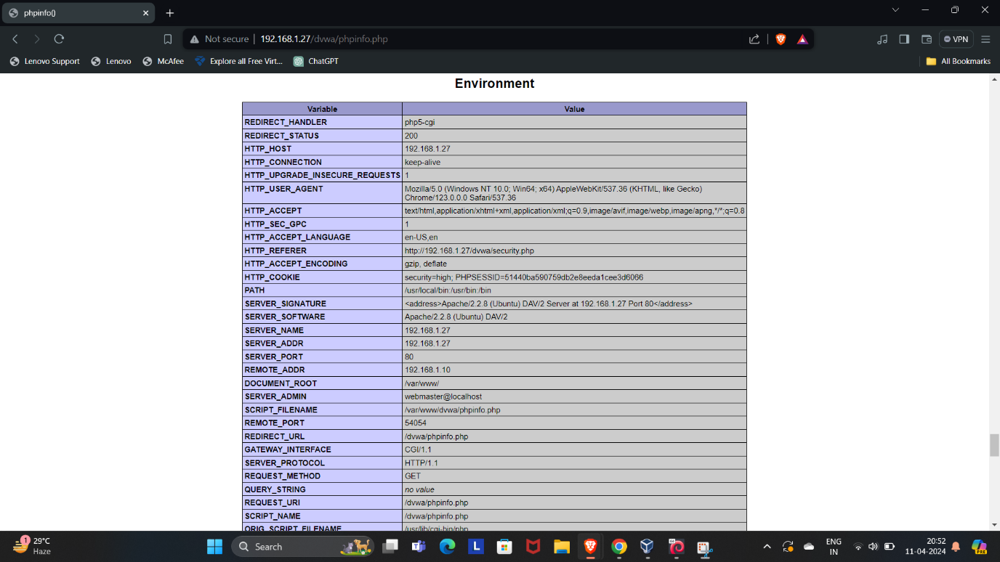 phpinfo()
Not secure
192.168.1.27/dvwa/phpinfo.php
VPN
Lenovo Support
Lenovo
McAfee
Explore all Free Virt...
ChatGPT
All Bookmarks
Environment
Variable Value
REDIRECT_HANDLER php5-cgi
REDIRECT_STATUS 200
HTTP_HOST 192.168.1.27
HTTP_CONNECTION keep-alive
HTTP_UPGRADE_INSECURE_REQUESTS 1
HTTP_USER_AGENT Mozilla/5.0 (Windows NT 10.0; Win64; x64) AppleWebKit/537.36 (KHTML, like Gecko)
Chrome/123.0.0.0 Safari/537.36
HTTP_ACCEPT text/html,application/xhtml+xml,application/xml;q=0.9,image/avif,image/webp,image/apng,*/*;q=0.8
HTTP_SEC_GPC 1
HTTP_ACCEPT_LANGUAGE en-US,en
HTTP_REFERER http://192.168.1.27/dvwa/security.php
HTTP_ACCEPT_ENCODING gzip, deflate
HTTP_COOKIE security=high; PHPSESSID=51440ba590759db2e8eeda1cee3d6066
PATH /usr/local/bin:/usr/bin:/bin
SERVER_SIGNATURE <address>Apache/2.2.8 (Ubuntu) DAV/2 Server at 192.168.1.27 Port 80</address>
SERVER_SOFTWARE Apache/2.2.8 (Ubuntu) DAV/2
SERVER_NAME 192.168.1.27
SERVER_ADDR 192.168.1.27
SERVER_PORT 80
REMOTE_ADDR 192.168.1.10
DOCUMENT_ROOT /var/www/
SERVER_ADMIN webmaster@localhost
SCRIPT_FILENAME /var/www/dvwa/phpinfo.php
REMOTE_PORT 54054
REDIRECT_URL /dvwa/phpinfo.php
GATEWAY_INTERFACE CGI/1.1
SERVER_PROTOCOL HTTP/1.1
REQUEST_METHOD GET
QUERY_STRING no value
REQUEST_URI /dvwa/phpinfo.php
SCRIPT_NAME /dvwa/phpinfo.php
ORIG_SCRIPT_FILENAME /usr/lib/cgi-bin/php
1
29°C
Haze
Search
L
ENG
IN
20:52
11-04-2024
PRE